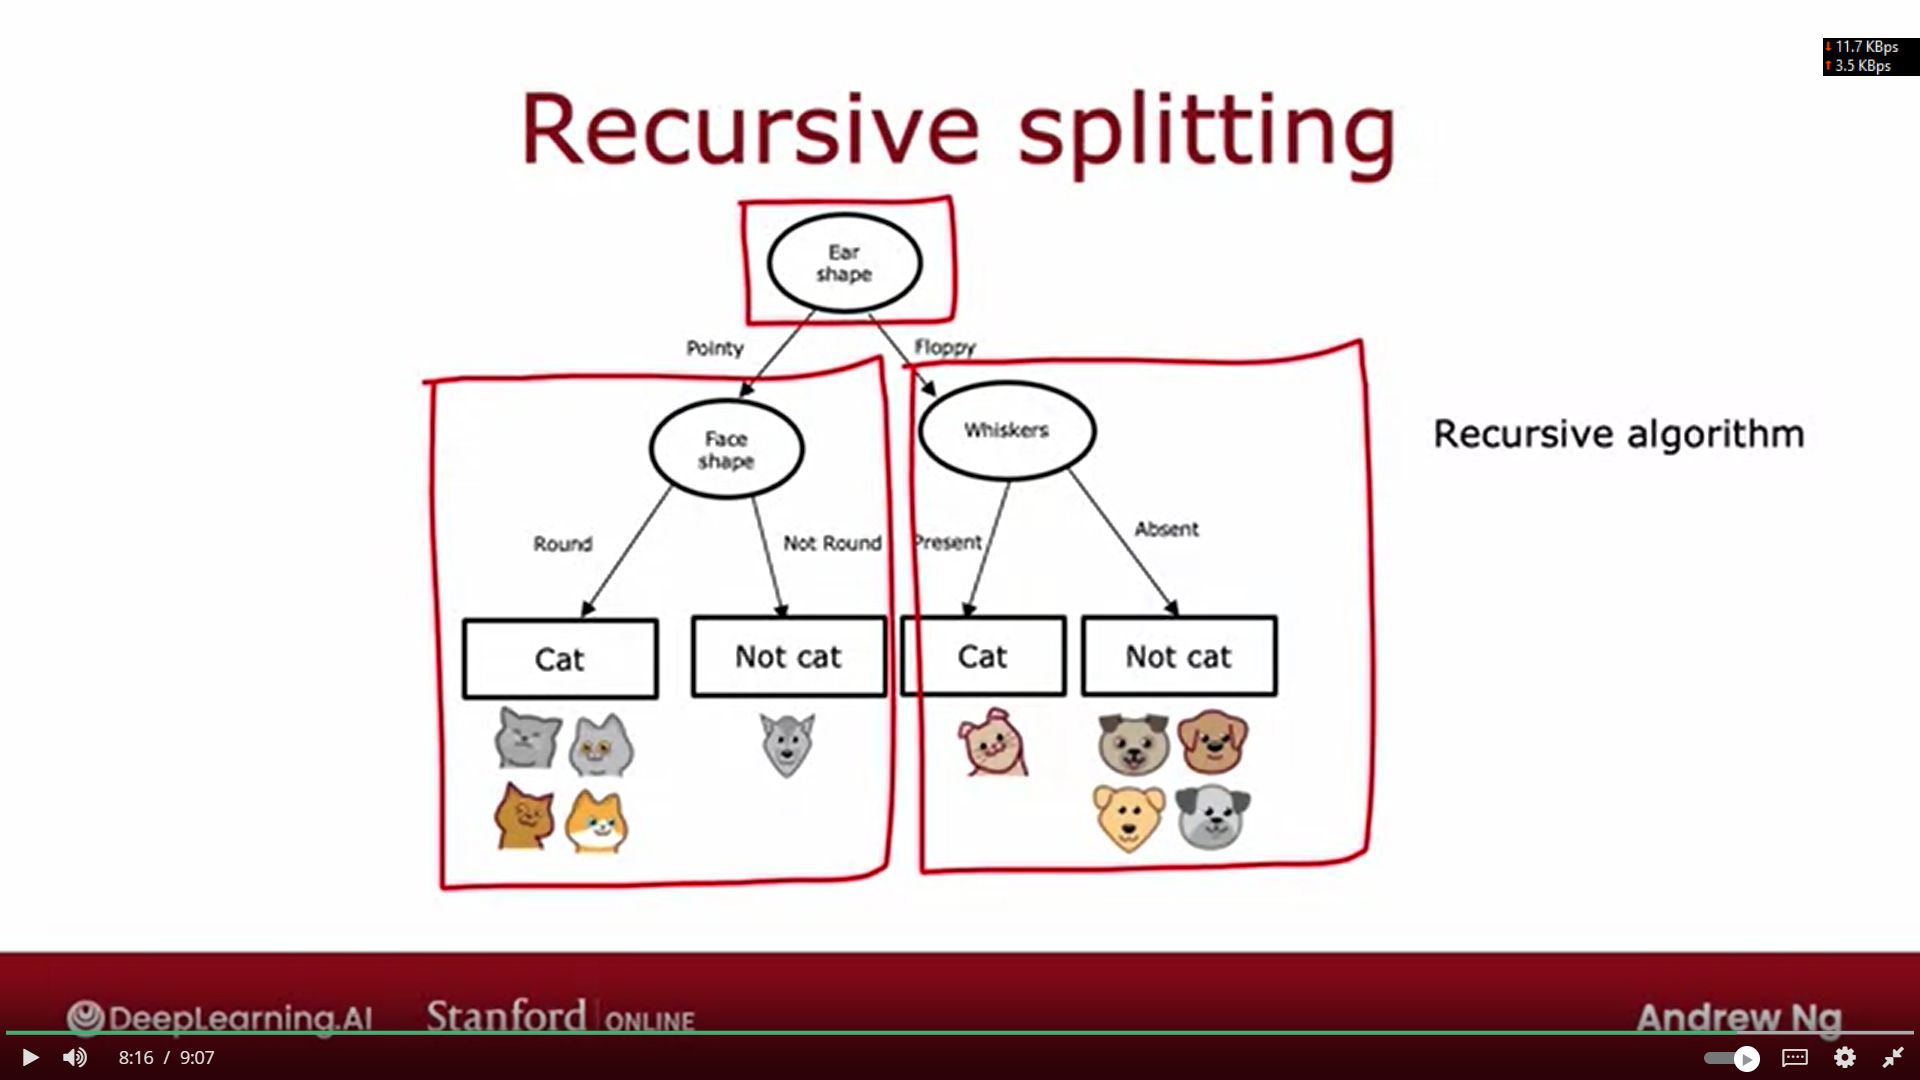 ↓ 11.7 KBps
↑ 3.5 KBps
Recursive splitting
Ear
shape
Pointy
Floppy
Face
shape
Whiskers
Recursive algorithm
Round
Not Round
Present
Absent
Cat
Not cat
Cat
Not cat
DeepLearning.AI
Stanford | ONLINE
Andrew Ng
8:16 / 9:07